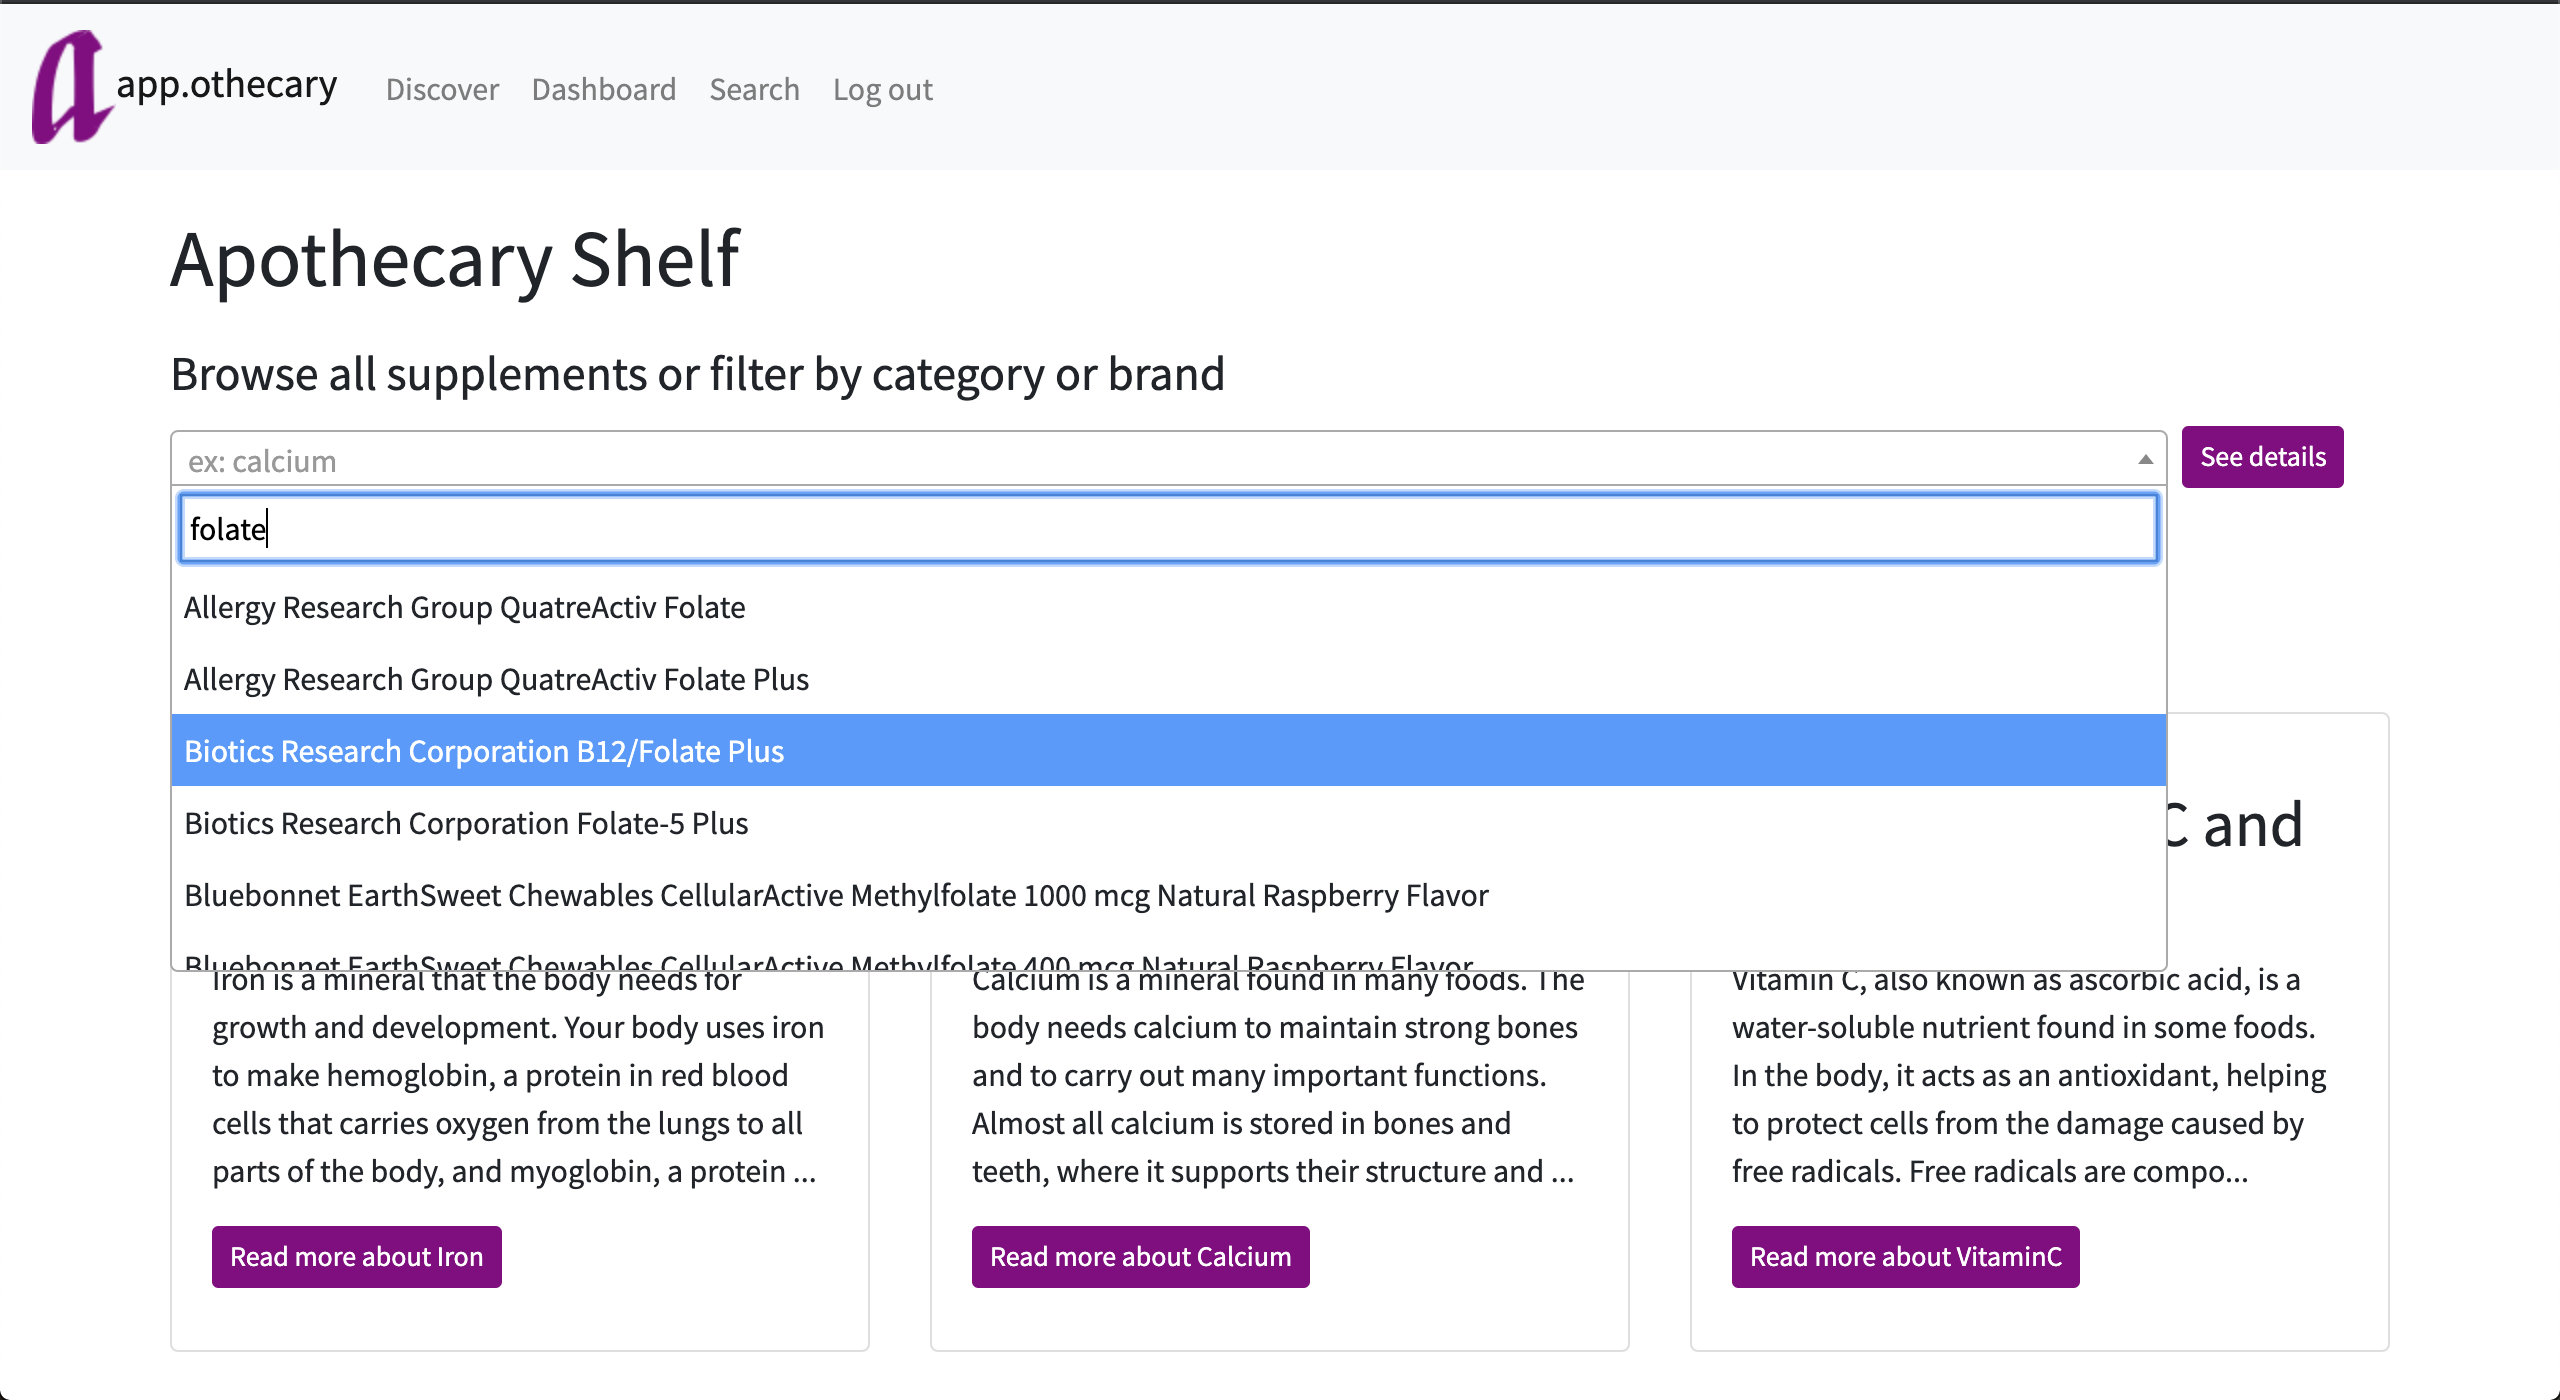 a app.othecary Discover Dashboard Search Log out
Apothecary Shelf
Browse all supplements or filter by category or brand
ex: calcium
See details
folate
Allergy Research Group QuatreActiv Folate
Allergy Research Group QuatreActiv Folate Plus
Biotics Research Corporation B12/Folate Plus
Biotics Research Corporation Folate-5 Plus
Bluebonnet EarthSweet Chewables CellularActive Methylfolate 1000 mcg Natural Raspberry Flavor
Bluebonnet EarthSweet Chewables CellularActive Methylfolate 400 mcg Natural Raspberry Flavor
Iron is a mineral that the body needs for
growth and development. Your body uses iron
to make hemoglobin, a protein in red blood
cells that carries oxygen from the lungs to all
parts of the body, and myoglobin, a protein ...
Read more about Iron
Calcium is a mineral found in many foods. The
body needs calcium to maintain strong bones
and to carry out many important functions.
Almost all calcium is stored in bones and
teeth, where it supports their structure and ...
Read more about Calcium
C and
Vitamin C, also known as ascorbic acid, is a
water-soluble nutrient found in some foods.
In the body, it acts as an antioxidant, helping
to protect cells from the damage caused by
free radicals. Free radicals are compo...
Read more about VitaminC